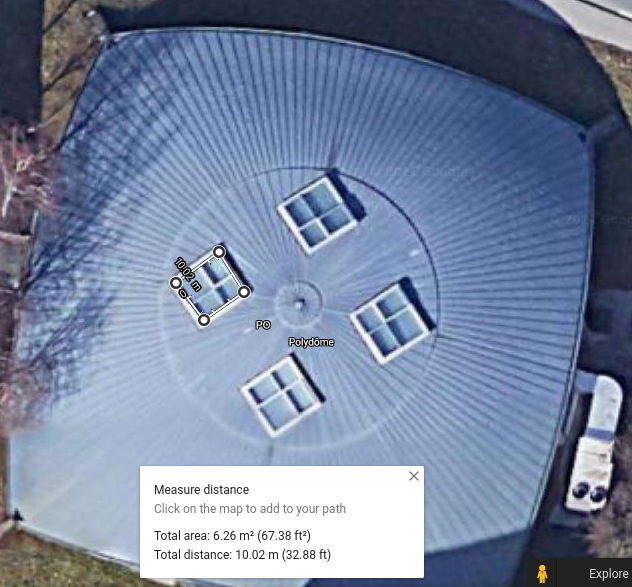 10.02 m
0
PO
Polydôme
Measure distance
Click on the map to add to your path
Total area: 6.26 m² (67.38 ft²)
Total distance: 10.02 m (32.88 ft)
Explore